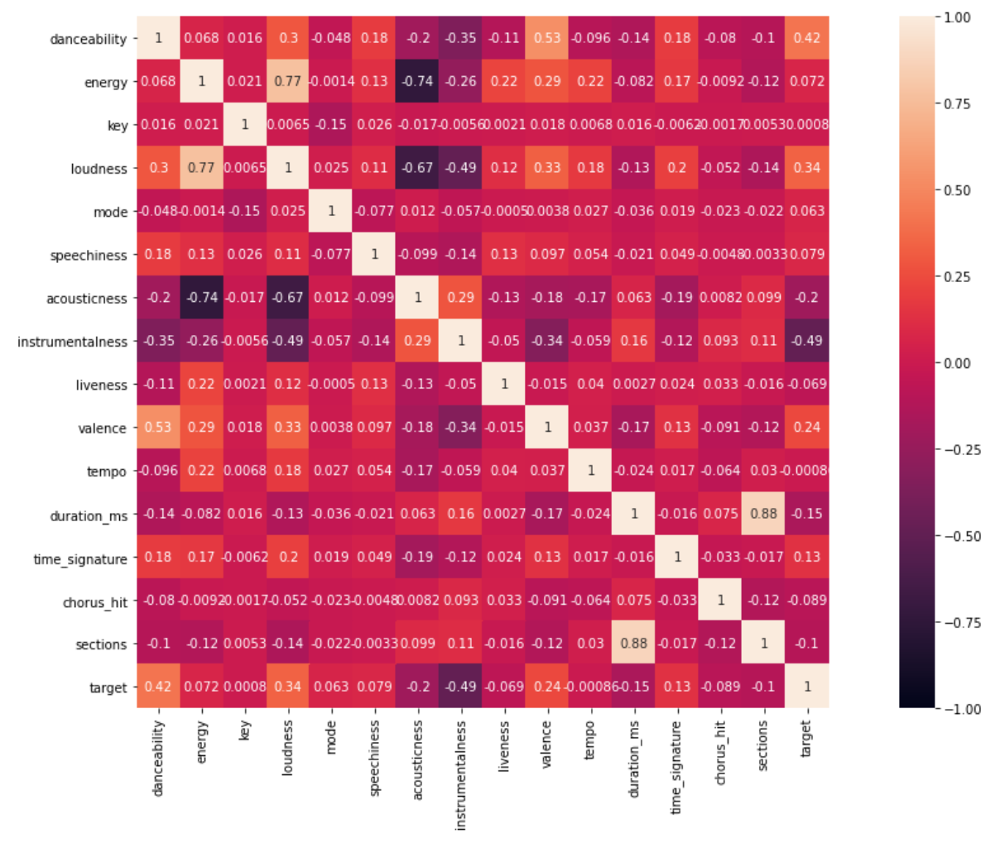 danceability 1 0.068 0.016 0.3 -0.048 0.18 -0.2 -0.35 -0.11 0.53 -0.096 -0.14 0.18 -0.08 -0.1 0.42
energy 0.068 1 0.021 0.77 -0.0014 0.13 -0.74 -0.26 0.22 0.29 0.22 -0.082 0.17 -0.0092 -0.12 0.072
key 0.016 0.021 1 0.0065 -0.15 0.026 -0.017 -0.0056 0.0021 0.018 0.0068 0.016 -0.0062 -0.0017 0.0053 0.0008
loudness 0.3 0.77 0.0065 1 0.025 0.11 -0.67 -0.49 0.12 0.33 0.18 -0.13 0.2 -0.052 -0.14 0.34
mode -0.048 -0.0014 -0.15 0.025 1 -0.077 0.012 -0.057 -0.0005 0.0038 0.027 -0.036 0.019 -0.023 -0.022 0.063
speechiness 0.18 0.13 0.026 0.11 -0.077 1 -0.099 -0.14 0.13 0.097 0.054 -0.021 0.049 -0.0048 -0.0033 0.079
acousticness -0.2 -0.74 -0.017 -0.67 0.012 -0.099 1 0.29 -0.13 -0.18 -0.17 0.063 -0.19 0.0082 0.099 -0.2
instrumentalness -0.35 -0.26 -0.0056 -0.49 -0.057 -0.14 0.29 1 -0.05 -0.34 -0.059 0.16 -0.12 0.093 0.11 -0.49
liveness -0.11 0.22 0.0021 0.12 -0.0005 0.13 -0.13 -0.05 1 -0.015 0.04 0.0027 0.024 0.033 -0.016 -0.069
valence 0.53 0.29 0.018 0.33 0.0038 0.097 -0.18 -0.34 -0.015 1 0.037 -0.17 0.13 -0.091 -0.12 0.24
tempo -0.096 0.22 0.0068 0.18 0.027 0.054 -0.17 -0.059 0.04 0.037 1 -0.024 0.017 -0.064 0.03 -0.0008
duration_ms -0.14 -0.082 0.016 -0.13 -0.036 -0.021 0.063 0.16 0.0027 -0.17 -0.024 1 -0.016 0.075 0.88 -0.15
time_signature 0.18 0.17 -0.0062 0.2 0.019 0.049 -0.19 -0.12 0.024 0.13 0.017 -0.016 1 -0.033 -0.017 0.13
chorus_hit -0.08 -0.0092 -0.0017 -0.052 -0.023 -0.0048 0.0082 0.093 0.033 -0.091 -0.064 0.075 -0.033 1 -0.12 -0.089
sections -0.1 -0.12 0.0053 -0.14 -0.022 -0.0033 0.099 0.11 -0.016 -0.12 0.03 0.88 -0.017 -0.12 1 -0.1
target 0.42 0.072 0.0008 0.34 0.063 0.079 -0.2 -0.49 -0.069 0.24 -0.00086 -0.15 0.13 -0.089 -0.1 1
danceability
energy
key
loudness
mode
speechiness
acousticness
instrumentalness
liveness
valence
tempo
duration_ms
time_signature
chorus_hit
sections
target
1.00
0.75
0.50
0.25
0.00
−0.25
−0.50
−0.75
−1.00